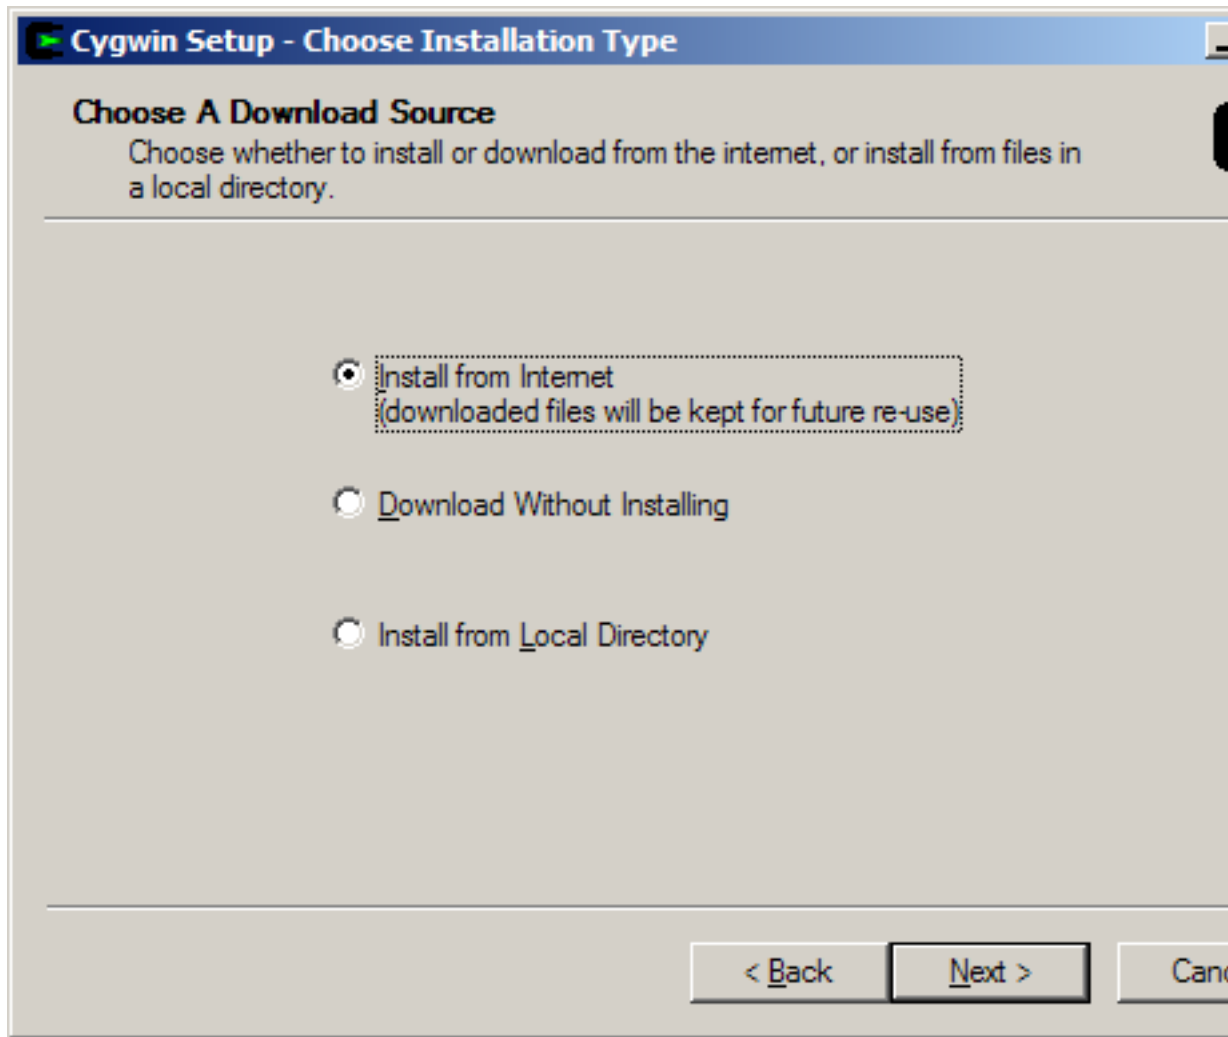 Cygwin Setup - Choose Installation Type
Choose A Download Source
Choose whether to install or download from the internet, or install from files in
a local directory.
Install from Internet
(downloaded files will be kept for future re-use)
Download Without Installing
Install from Local Directory
< Back Next >